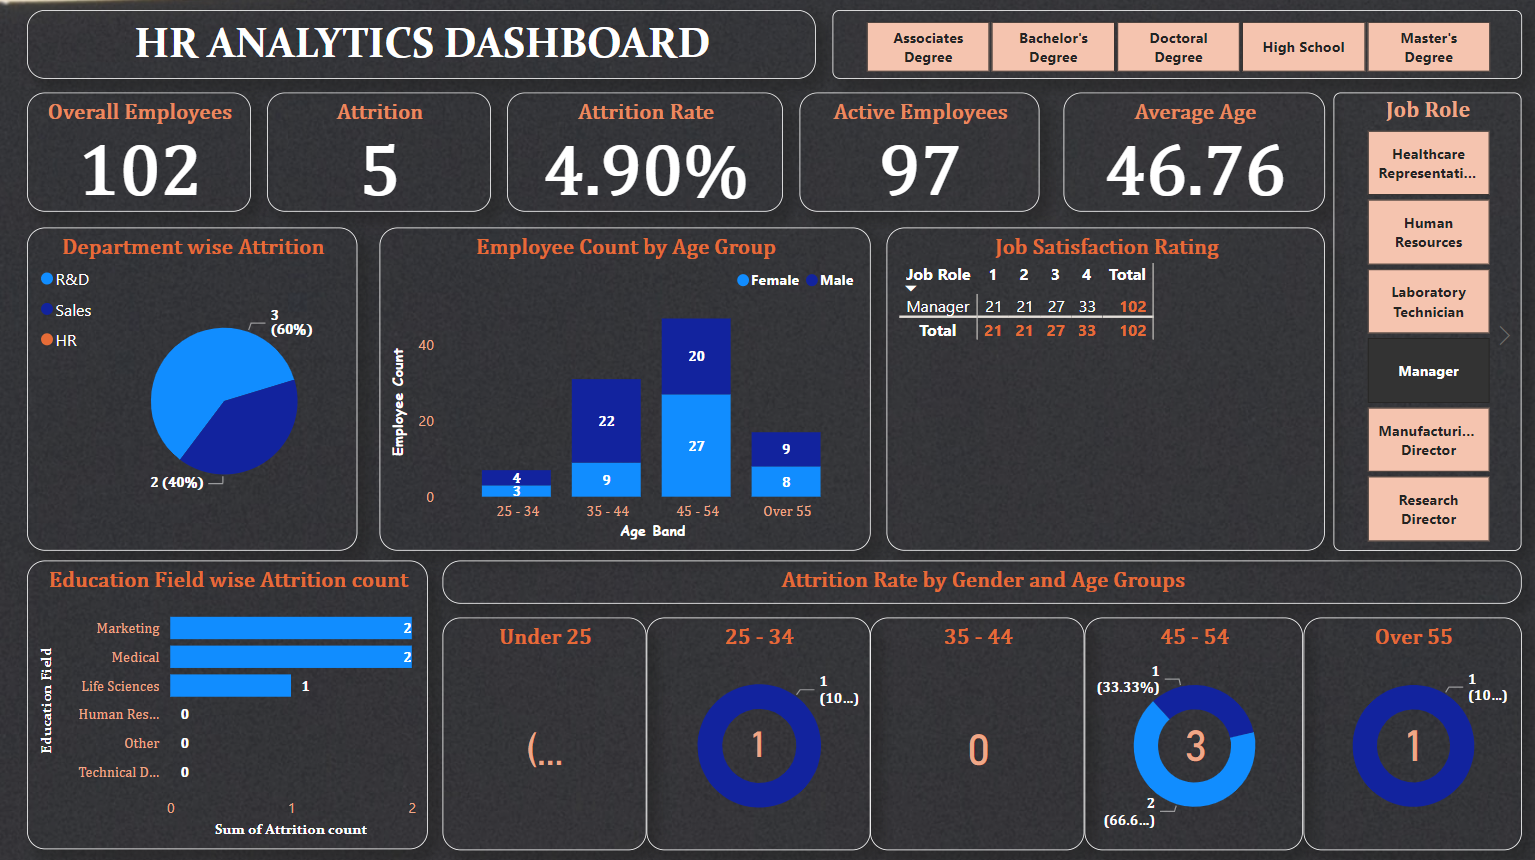 HR ANALYTICS DASHBOARD
Associates
Degree
Bachelor's
Degree
Doctoral
Degree
High School
Master's
Degree
Overall Employees
102
Attrition
5
Attrition Rate
4.90%
Active Employees
97
Average Age
46.76
Job Role
Healthcare
Representati...
Human
Resources
Laboratory
Technician
Manager
Manufacturi...
Director
Research
Director
Department wise Attrition
R&D
Sales
HR
3
(60%)
2 (40%)
Employee Count by Age Group
Female Male
Employee Count
40
20
0
4
3
22
9
20
27
9
8
25 - 34
35 - 44
45 - 54
Over 55
Age Band
Job Satisfaction Rating
Job Role 1 2 3 4 Total
Manager 21 21 27 33 102
Total 21 21 27 33 102
Education Field wise Attrition count
Education Field
Marketing 2
Medical 2
Life Sciences 1
Human Res... 0
Other 0
Technical D... 0
0 1 2
Sum of Attrition count
Attrition Rate by Gender and Age Groups
Under 25
(...
25 - 34
1
(10...)
1
35 - 44
0
45 - 54
1
(33.33%)
3
2
(66.6...)
Over 55
1
(10...)
1